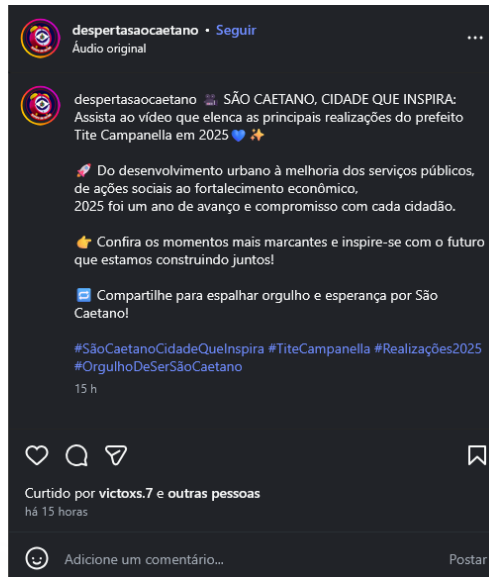 despertasaocaetano • Seguir
Áudio original
despertasaocaetano 🎥 SÃO CAETANO, CIDADE QUE INSPIRA:
Assista ao vídeo que elenca as principais realizações do prefeito
Tite Campanella em 2025💙 ✨
🚀 Do desenvolvimento urbano à melhoria dos serviços públicos,
de ações sociais ao fortalecimento econômico,
2025 foi um ano de avanço e compromisso com cada cidadão.
👉 Confira os momentos mais marcantes e inspire-se com o futuro
que estamos construindo juntos!
🔁 Compartilhe para espalhar orgulho e esperança por São
Caetano!
#SãoCaetanoCidadeQueInspira #TiteCampanella #Realizações2025
#OrgulhoDeSerSãoCaetano
15 h
Curtido por victoxs.7 e outras pessoas
há 15 horas
Adicione um comentário... Postar